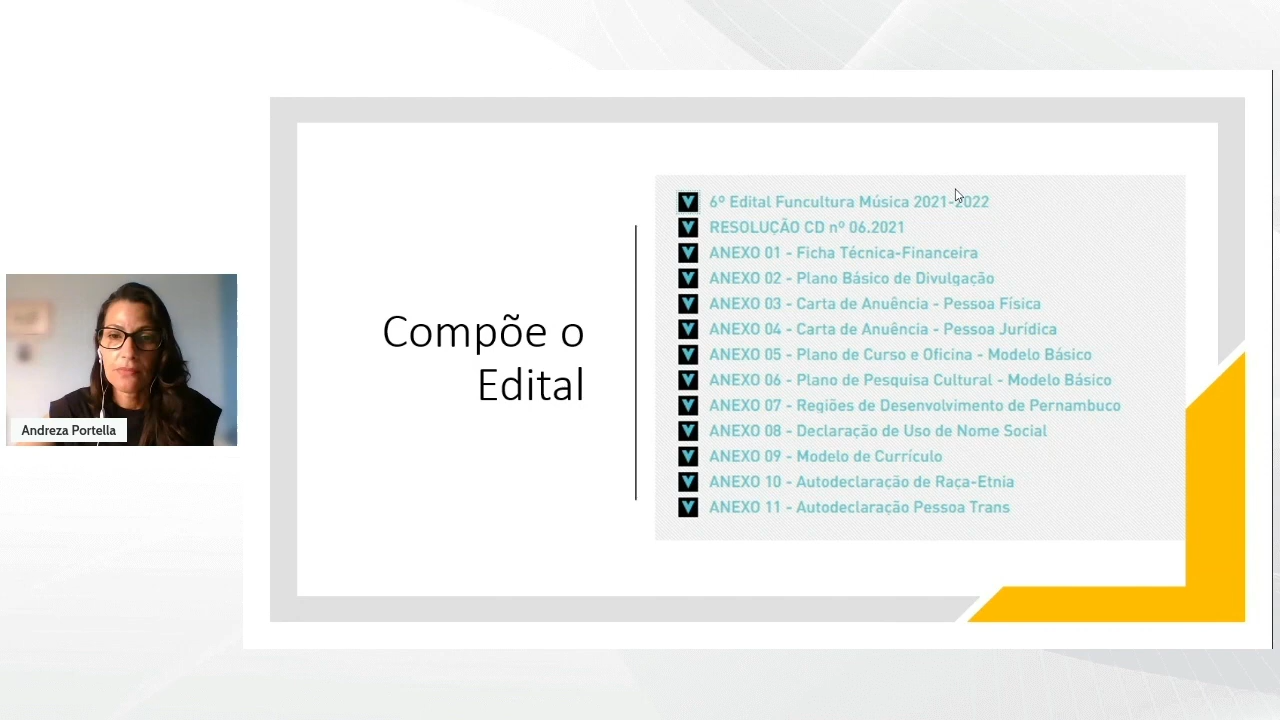 Compõe o
Edital
6º Edital Funcultura Música 2021-2022
RESOLUÇÃO CD nº 06.2021
ANEXO 01 - Ficha Técnica-Financeira
ANEXO 02 - Plano Básico de Divulgação
ANEXO 03 - Carta de Anuência - Pessoa Física
ANEXO 04 - Carta de Anuência - Pessoa Jurídica
ANEXO 05 - Plano de Curso e Oficina - Modelo Básico
ANEXO 06 - Plano de Pesquisa Cultural - Modelo Básico
ANEXO 07 - Regiões de Desenvolvimento de Pernambuco
ANEXO 08 - Declaração de Uso de Nome Social
ANEXO 09 - Modelo de Currículo
ANEXO 10 - Autodeclaração de Raça-Etnia
ANEXO 11 - Autodeclaração Pessoa Trans
Andreza Portella